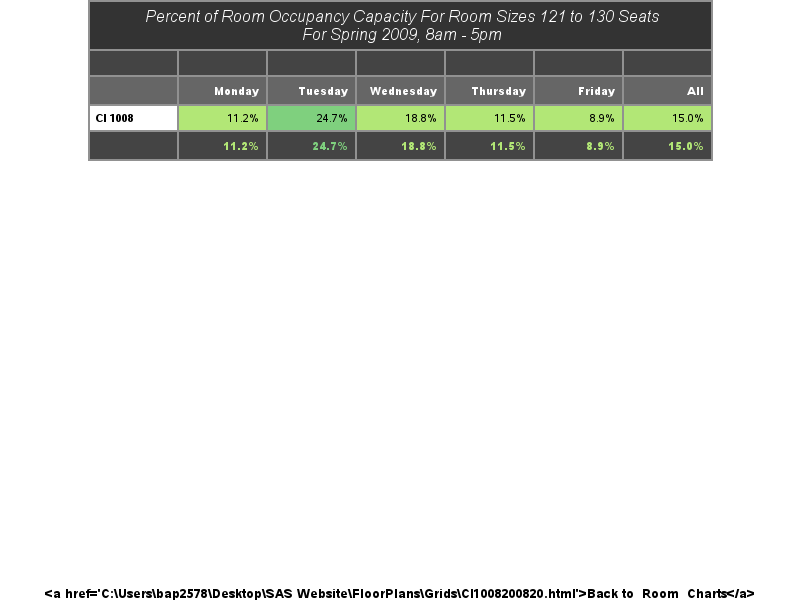 Percent of Room Occupancy Capacity For Room Sizes 121 to 130 Seats
For Spring 2009, 8am - 5pm
Monday Tuesday Wednesday Thursday Friday All
CI 1008 11.2% 24.7% 18.8% 11.5% 8.9% 15.0%
11.2% 24.7% 18.8% 11.5% 8.9% 15.0%
<a href='C:\Users\bap2578\Desktop\SAS Website\FloorPlans\Grids\CI1008200820.html'>Back to Room Charts</a>